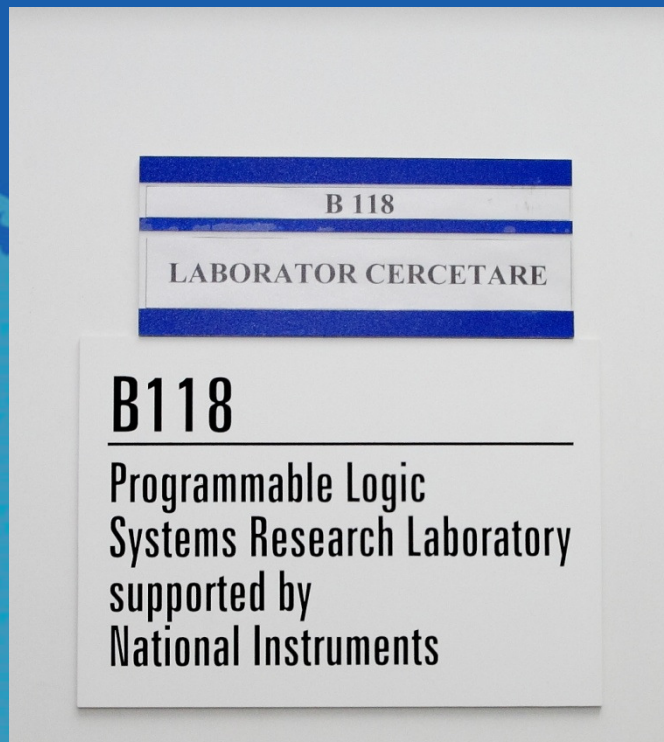 B 118
LABORATOR CERCETARE
B118
Programmable Logic
Systems Research Laboratory
supported by
National Instruments